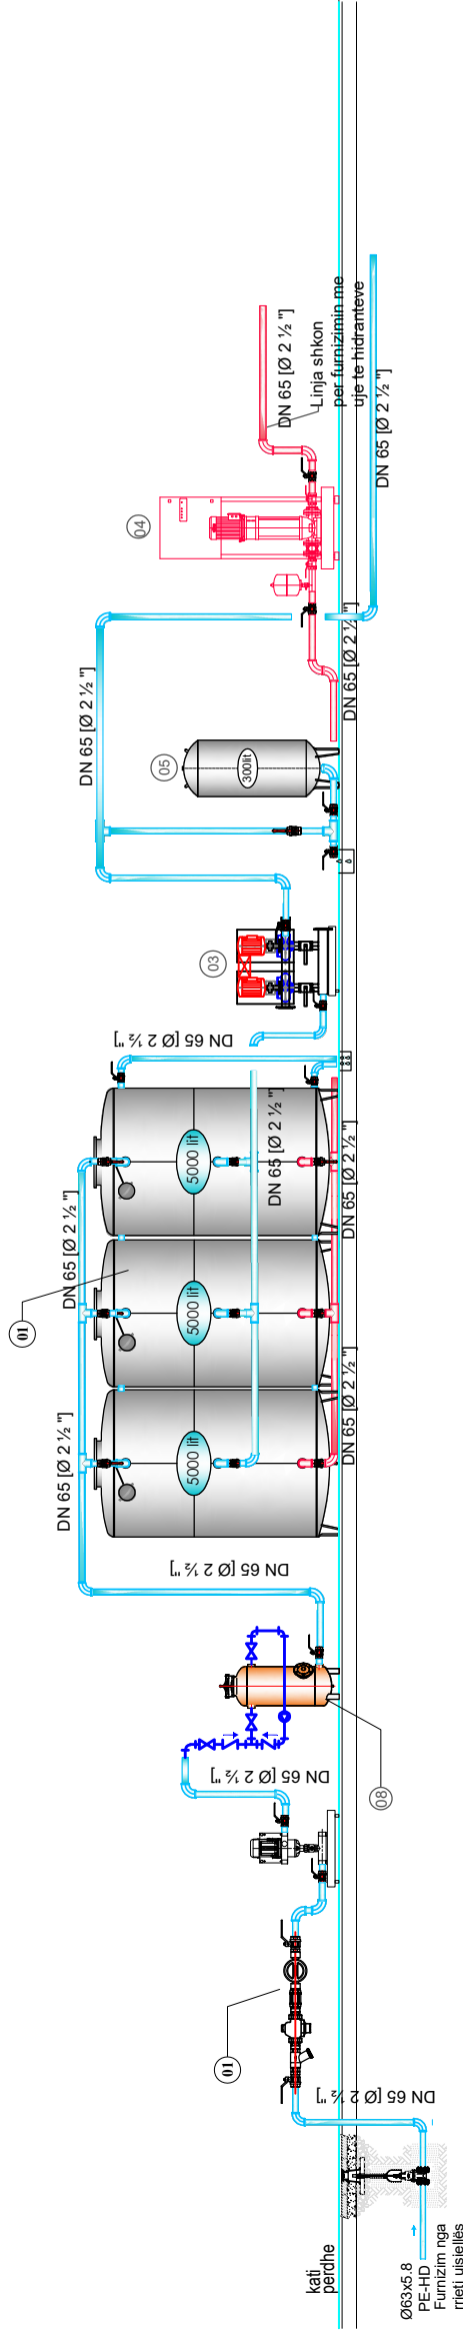 Ø63x5.8
PE-HD
Furnizim nga
rrjeti ujsjellës
kati
perdhe
DN 65 [Ø 2 ½ "]
01
DN 65 [Ø 2 ½ "]
08
DN 65 [Ø 2 ½ "]
DN 65 [Ø 2 ½ "]
DN 65 [Ø 2 ½ "]
01
5000 lit
5000 lit
5000 lit
DN 65 [Ø 2 ½ "]
DN 65 [Ø 2 ½ "]
DN 65 [Ø 2 ½ "]
DN 65 [Ø 2 ½ "]
03
DN 65 [Ø 2 ½ "]
05
300lit
DN 65 [Ø 2 ½ "]
04
DN 65 [Ø 2 ½ "]
Linja shkon
per furnizimin me
uje te hidranteve
DN 65 [Ø 2 ½ "]